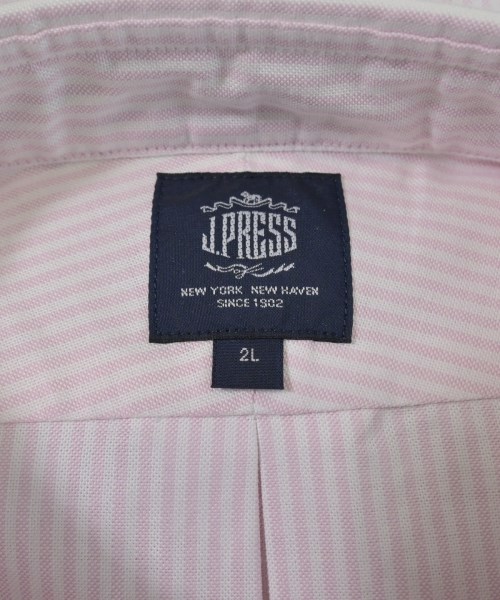 J.PRESS
NEW YORK NEW HAVEN
SINCE 1902
2L